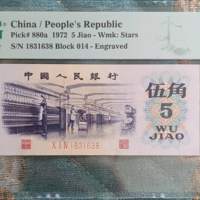 China / People's Republic
Pick# 880a 1972 5 Jiao - Wmk: Stars
S/N 1831638 Block 014 - Engraved
中国人民银行
伍角
5
WU JIAO
X I N 1831638